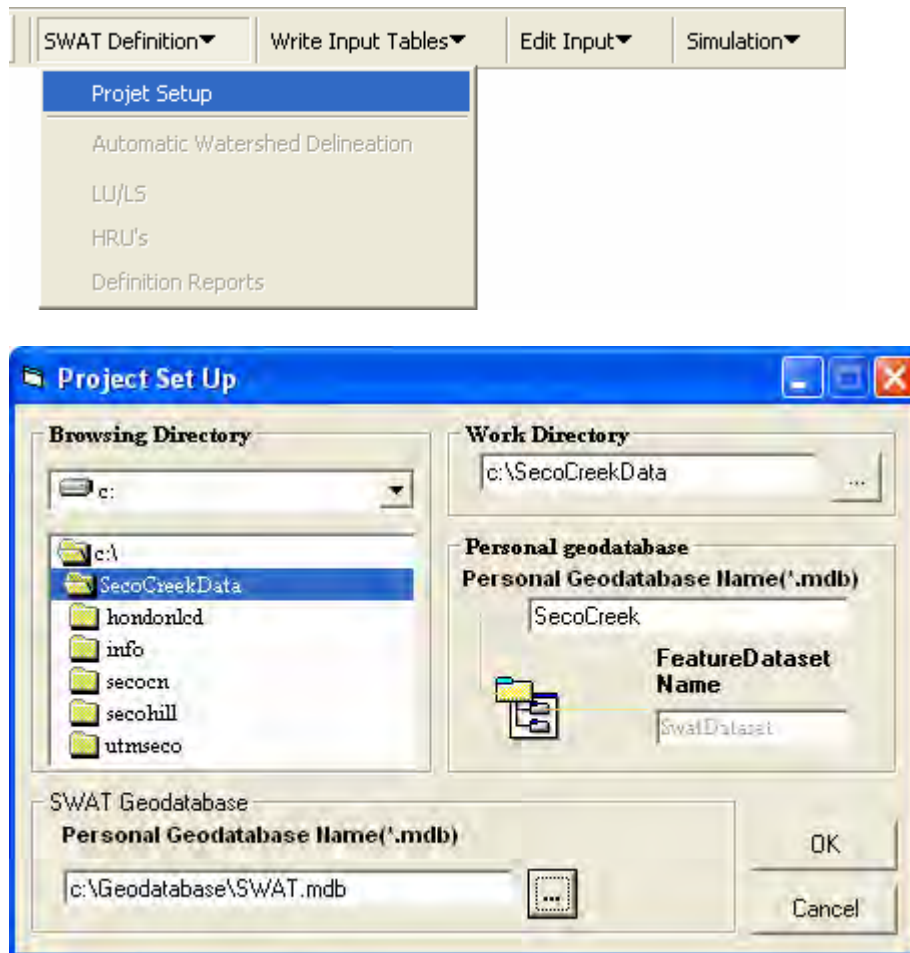 SWAT Definition Write Input Tables Edit Input Simulation
Projet Setup
Automatic Watershed Delineation
LU/LS
HRU's
Definition Reports
Project Set Up
Browsing Directory
c:
c:\
SecoCreekData
hondonlcd
info
secocn
secohill
utmseco
Work Directory
c:\SecoCreekData
...
Personal geodatabase
Personal Geodatabase Name(*.mdb)
SecoCreek
FeatureDataset
Name
SwatDataset
SWAT Geodatabase
Personal Geodatabase Name(*.mdb)
c:\Geodatabase\SWAT.mdb
...
OK
Cancel